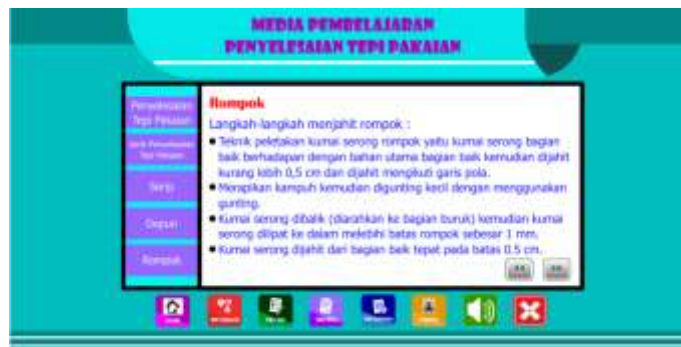 MEDIA PEMBELAJARAN
PENYELESAIAN TEPI PAKAIAN
Penyelesaian
Tepi Pakaian
Serip
Depun
Rompok
Rompok
Langkah-langkah menjahit rompok :
• Teknik peletakan kumai serong rompok yaitu kumai serong bagian
baik berhadapan dengan bahan utama bagian baik kemudian dijahit
kurang lebih 0,5 cm dan dijahit mengikuti garis pola.
• Merapikan kampuh kemudian digunting kecil dengan menggunakan
gunting.
• Kumai serong dibalik (diarahkan ke bagian buruk) kemudian kumai
serong dilipat ke dalam melebihi batas rompok sebesar 1 mm.
• Kumai serong dijahit dari bagian baik tepat pada batas 0.5 cm.